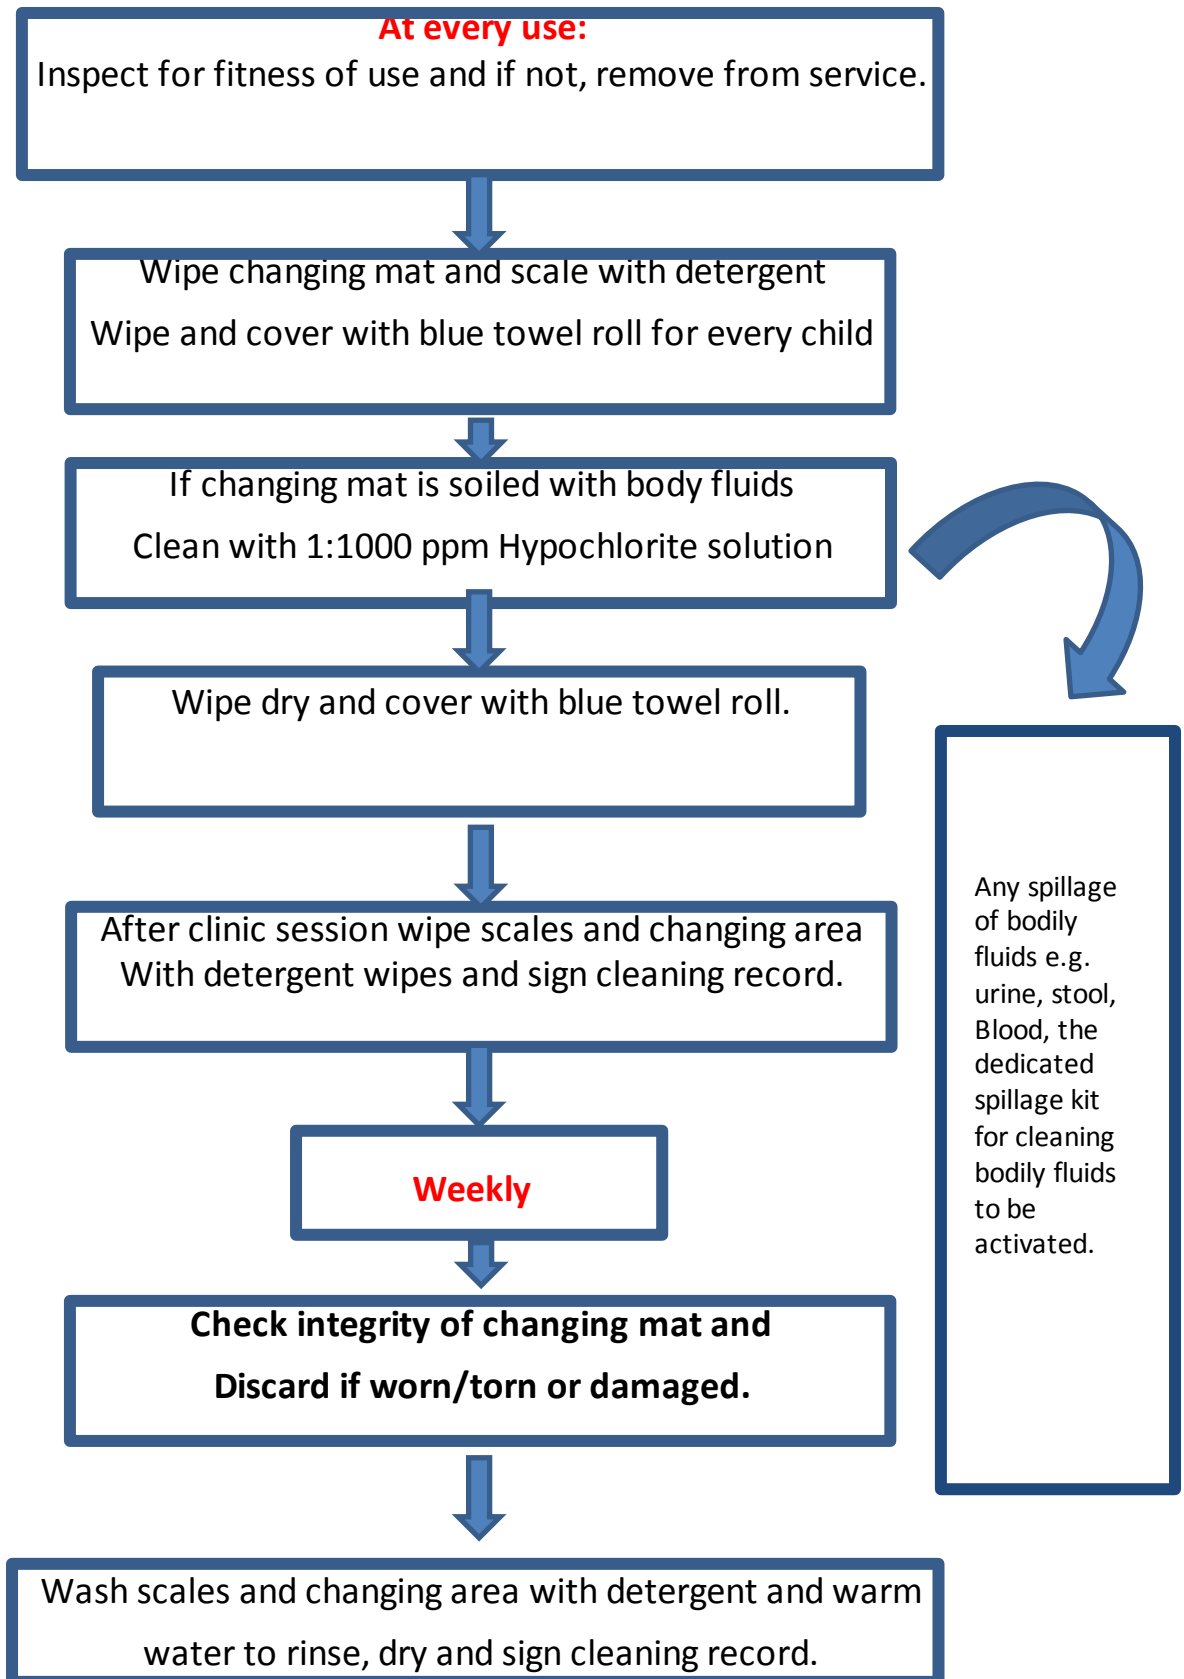 At every use:
Inspect for fitness of use and if not, remove from service.
Wipe changing mat and scale with detergent
Wipe and cover with blue towel roll for every child
If changing mat is soiled with body fluids
Clean with 1:1000 ppm Hypochlorite solution
Wipe dry and cover with blue towel roll.
After clinic session wipe scales and changing area
With detergent wipes and sign cleaning record.
Weekly
Check integrity of changing mat and
Discard if worn/torn or damaged.
Wash scales and changing area with detergent and warm
water to rinse, dry and sign cleaning record.
Any spillage
of bodily
fluids e.g.
urine, stool,
Blood, the
dedicated
spillage kit
for cleaning
bodily fluids
to be
activated.